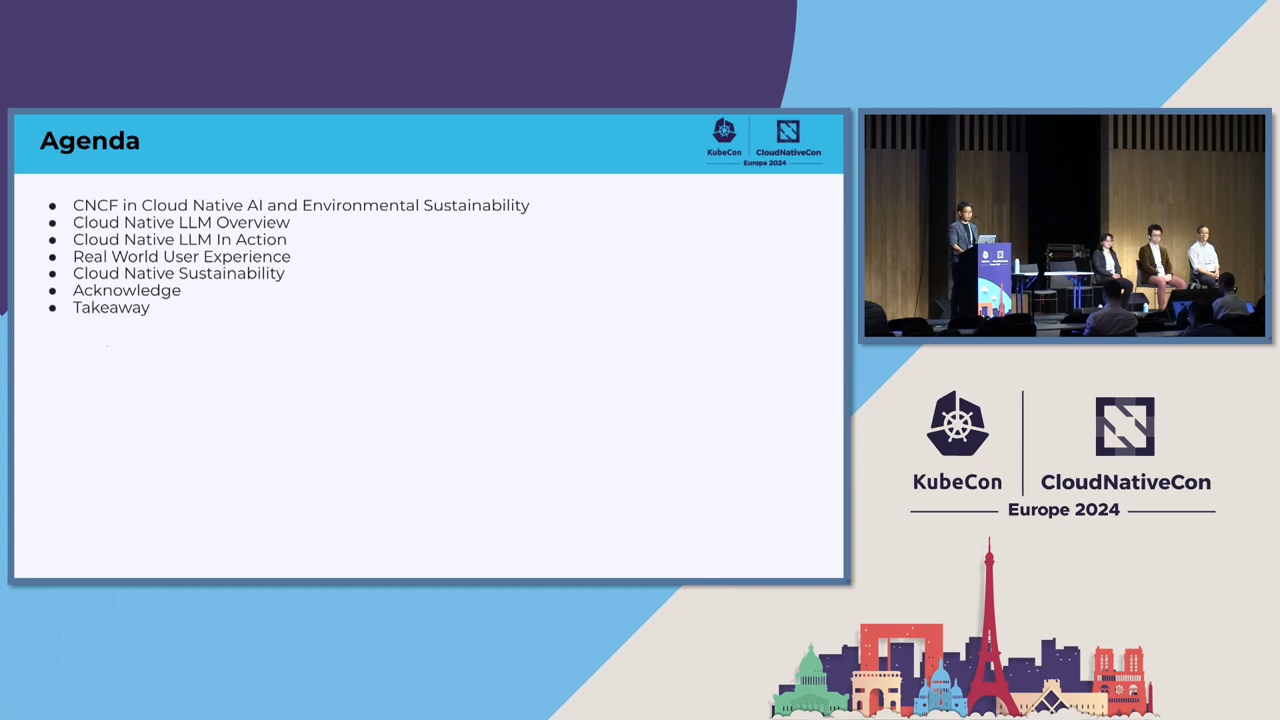 Agenda
KubeCon
CloudNativeCon
Europe 2024
CNCF in Cloud Native AI and Environmental Sustainability
Cloud Native LLM Overview
Cloud Native LLM In Action
Real World User Experience
Cloud Native Sustainability
Acknowledge
Takeaway
KubeCon
CloudNativeCon
Europe 2024